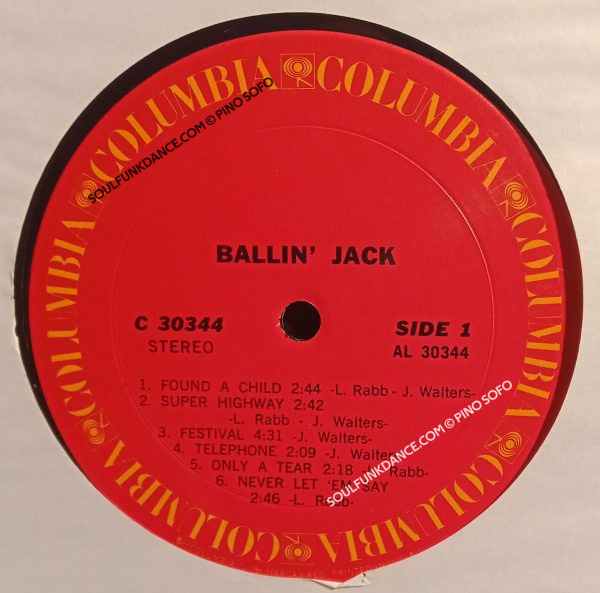 COLUMBIA COLUMBIA COLUMBIA COLUMBIA COLUMBIA COLUMBIA
SOULFUNKDANCE.COM © PINO SOFO
BALLIN' JACK
C 30344 SIDE 1
STEREO AL 30344
1. FOUND A CHILD 2:44 -L. Rabb - J. Walters-
2. SUPER HIGHWAY 2:42
-L. Rabb - J. Walters-
3. FESTIVAL 4:31 -J. Walters-
4. TELEPHONE 2:09 -J. Walters-
5. ONLY A TEAR 2:18 Rabb-
6. NEVER LET 'EM SAY
2:46 -L. Rabb-
SOULFUNKDANCE.COM © PINO SOFO